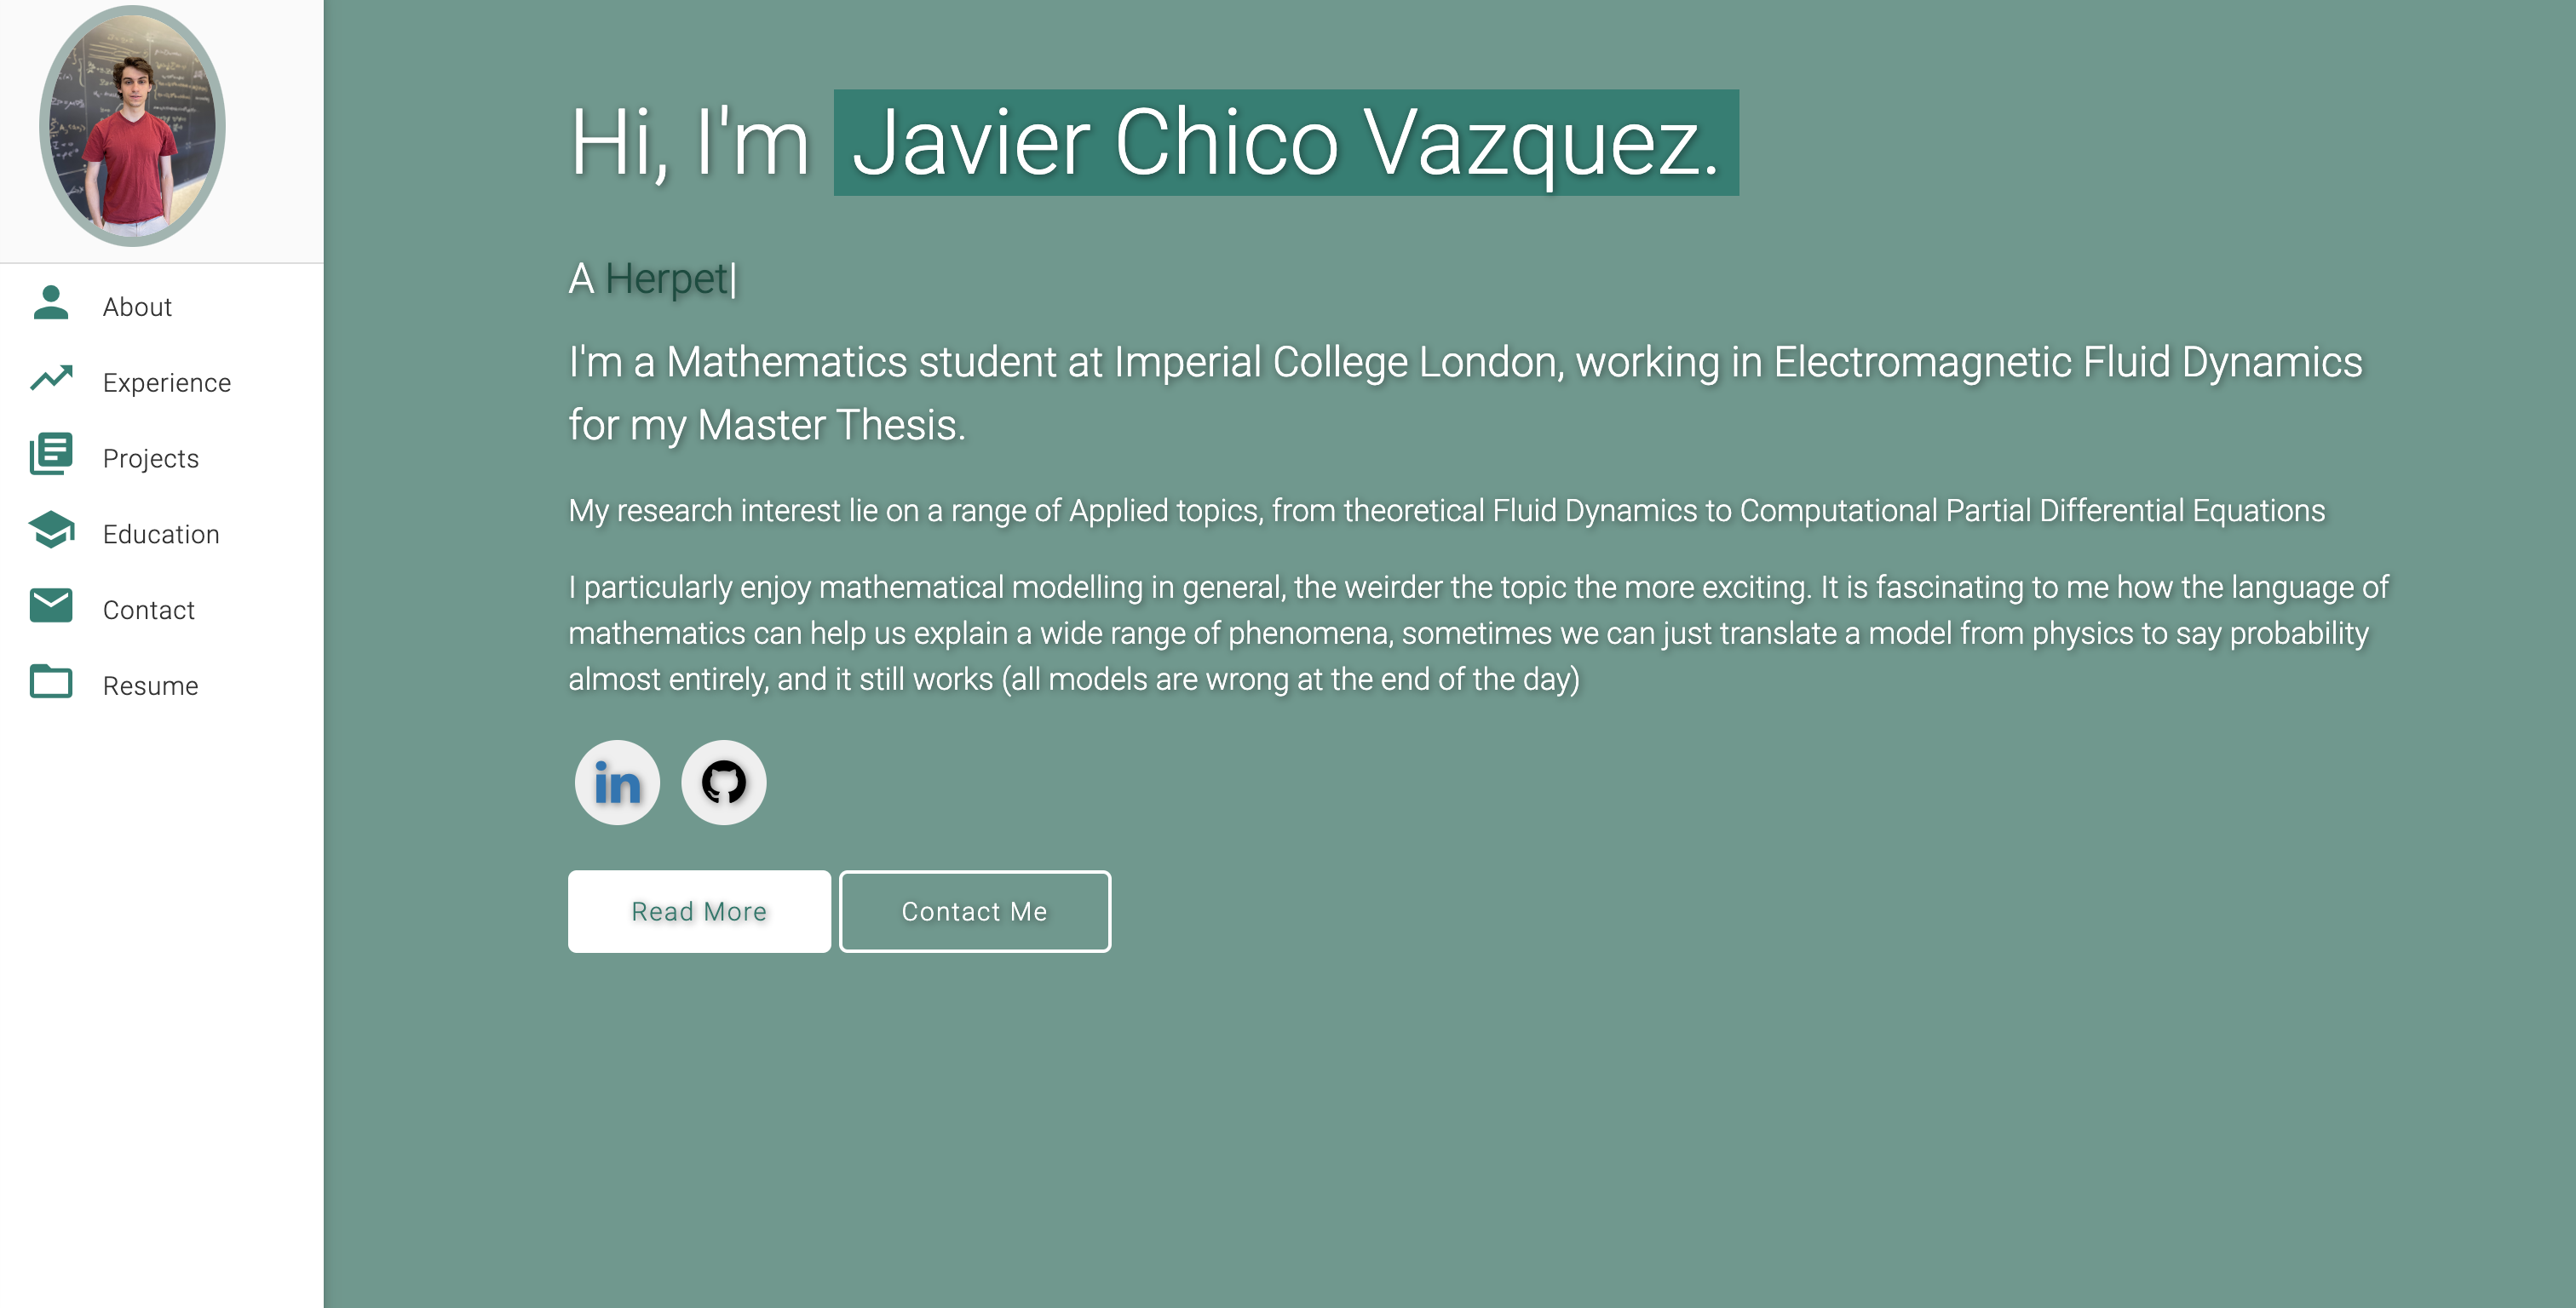 Hi, I'm Javier Chico Vazquez.
A Herpet|
I'm a Mathematics student at Imperial College London, working in Electromagnetic Fluid Dynamics
for my Master Thesis.
My research interest lie on a range of Applied topics, from theoretical Fluid Dynamics to Computational Partial Differential Equations
I particularly enjoy mathematical modelling in general, the weirder the topic the more exciting. It is fascinating to me how the language of
mathematics can help us explain a wide range of phenomena, sometimes we can just translate a model from physics to say probability
almost entirely, and it still works (all models are wrong at the end of the day)
in
Read More
Contact Me
About
Experience
Projects
Education
Contact
Resume